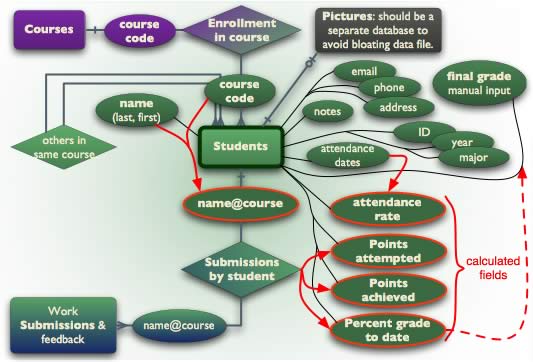 Courses
course
code
Enrollment
in course
Pictures: should be a
separate database to
avoid bloating data file.
email
phone
address
final grade
manual input
name
(last, first)
course
code
notes
others in
same course
Students
ID
year
major
attendance
dates
name@course
attendance
rate
Submissions
by student
Points
attempted
calculated
fields
Points
achieved
Work
Submissions &
feedback
name@course
Percent grade
to date